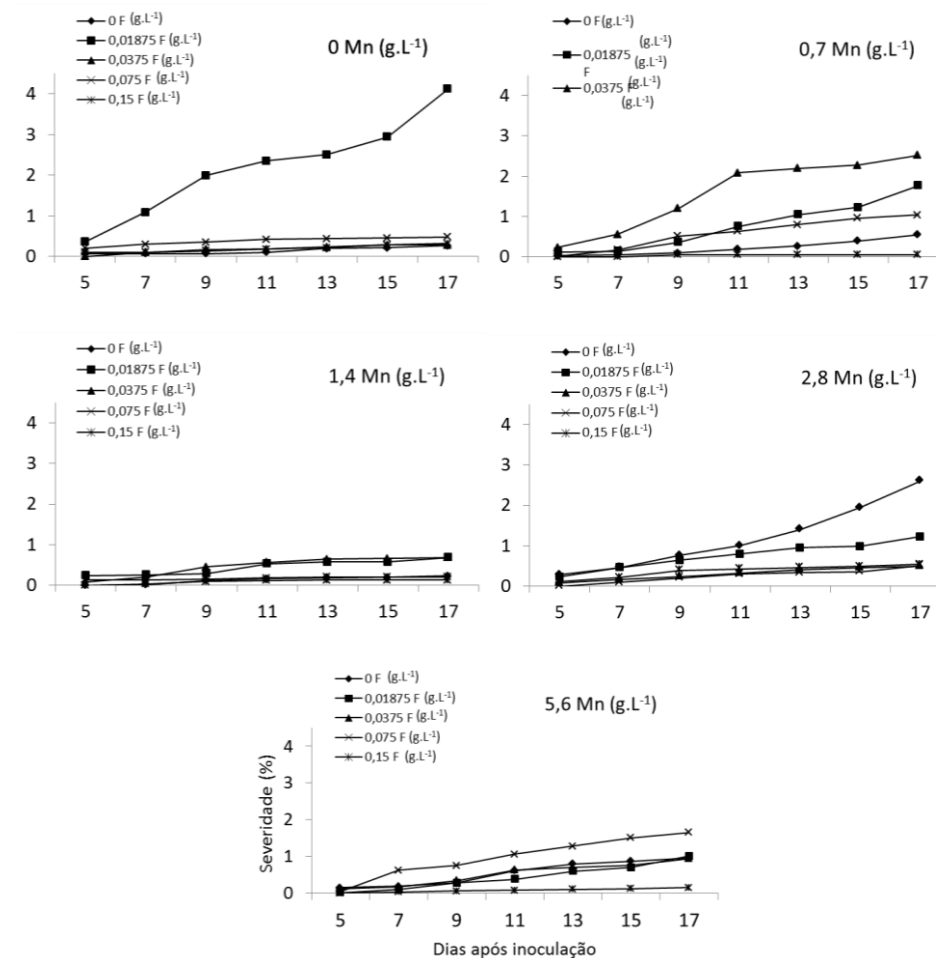 0 F (g.L⁻¹)
0,01875 F (g.L⁻¹)
0,0375 F (g.L⁻¹)
0,075 F (g.L⁻¹)
0,15 F (g.L⁻¹)
0 Mn (g.L⁻¹)
4
3
2
1
0
5 7 9 11 13 15 17
0 F(g.L⁻¹)
(g.L⁻¹)
0,01875 (g.L⁻¹)
F
0,0375 F(g.L⁻¹)
(g.L⁻¹)
0,7 Mn (g.L⁻¹)
4
3
2
1
0
5 7 9 11 13 15 17
0 F (g.L⁻¹)
0,01875 F (g.L⁻¹)
0,0375 F (g.L⁻¹)
0,075 F (g.L⁻¹)
0,15 F (g.L⁻¹)
1,4 Mn (g.L⁻¹)
4
3
2
1
0
5 7 9 11 13 15 17
0 F (g.L⁻¹)
0,01875 F (g.L⁻¹)
0,0375 F (g.L⁻¹)
0,075 F (g.L⁻¹)
0,15 F (g.L⁻¹)
2,8 Mn (g.L⁻¹)
4
3
2
1
0
5 7 9 11 13 15 17
0 F (g.L⁻¹)
0,01875 F (g.L⁻¹)
0,0375 F (g.L⁻¹)
0,075 F (g.L⁻¹)
0,15 F (g.L⁻¹)
5,6 Mn (g.L⁻¹)
Severidade (%)
4
3
2
1
0
5 7 9 11 13 15 17
Dias após inoculação